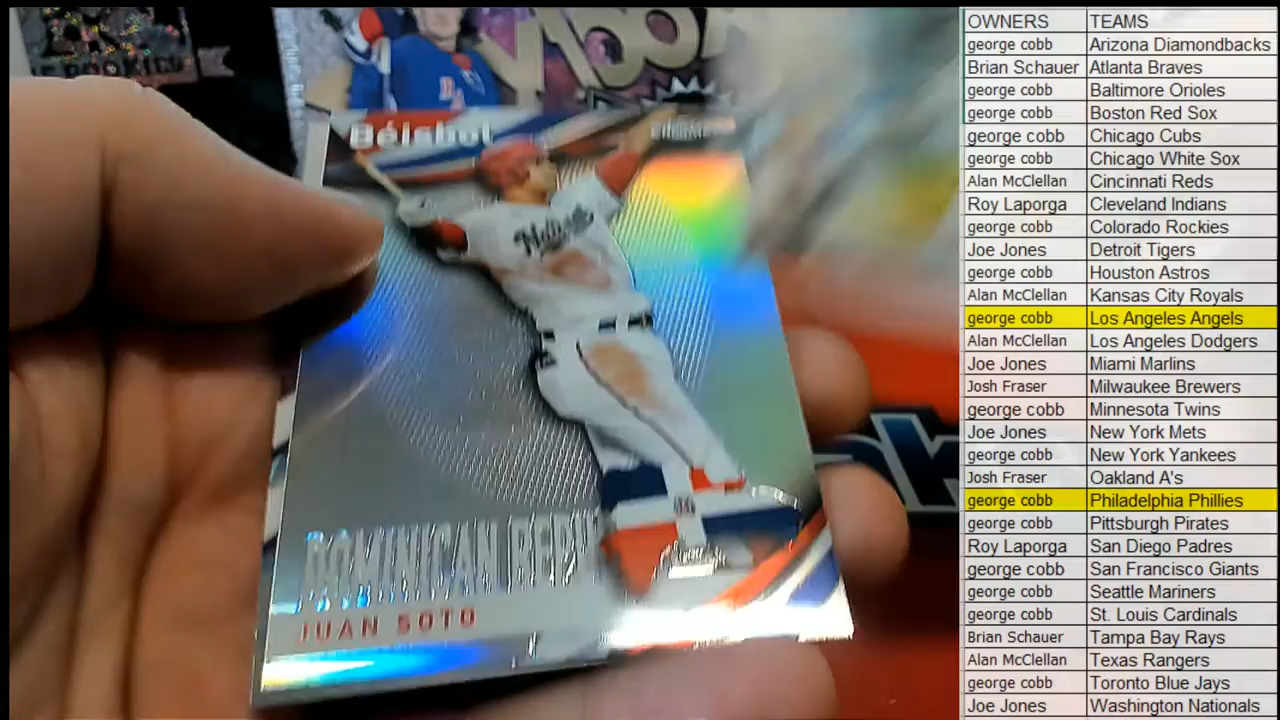 Béisbol
Nationals
DOMINICAN REPU
JUAN SOTO
OWNERS TEAMS
george cobb Arizona Diamondbacks
Brian Schauer Atlanta Braves
george cobb Baltimore Orioles
george cobb Boston Red Sox
george cobb Chicago Cubs
george cobb Chicago White Sox
Alan McClellan Cincinnati Reds
Roy Laporga Cleveland Indians
george cobb Colorado Rockies
Joe Jones Detroit Tigers
george cobb Houston Astros
Alan McClellan Kansas City Royals
george cobb Los Angeles Angels
Alan McClellan Los Angeles Dodgers
Joe Jones Miami Marlins
Josh Fraser Milwaukee Brewers
george cobb Minnesota Twins
Joe Jones New York Mets
george cobb New York Yankees
Josh Fraser Oakland A's
george cobb Philadelphia Phillies
george cobb Pittsburgh Pirates
Roy Laporga San Diego Padres
george cobb San Francisco Giants
george cobb Seattle Mariners
george cobb St. Louis Cardinals
Brian Schauer Tampa Bay Rays
Alan McClellan Texas Rangers
george cobb Toronto Blue Jays
Joe Jones Washington Nationals